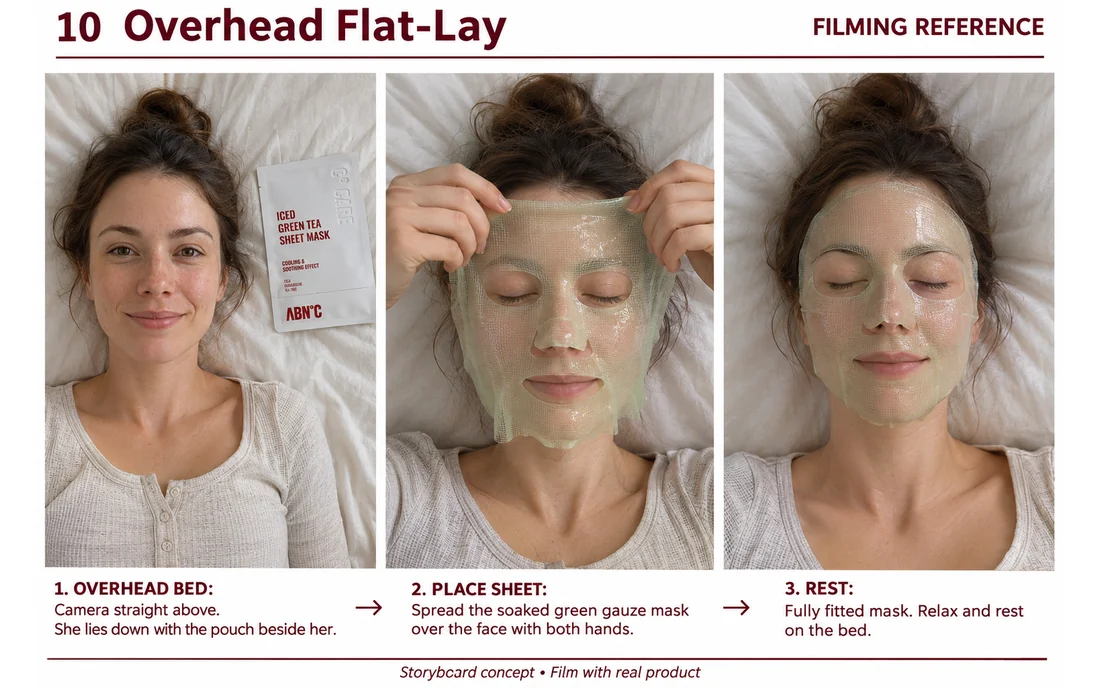 10 Overhead Flat-Lay
FILMING REFERENCE
ICED
GREEN TEA
SHEET MASK
COOLING &
SOOTHING EFFECT
ABN°C
1. OVERHEAD BED:
Camera straight above.
She lies down with the pouch beside her.
→
2. PLACE SHEET:
Spread the soaked green gauze mask
over the face with both hands.
→
3. REST:
Fully fitted mask. Relax and rest
on the bed.
Storyboard concept • Film with real product